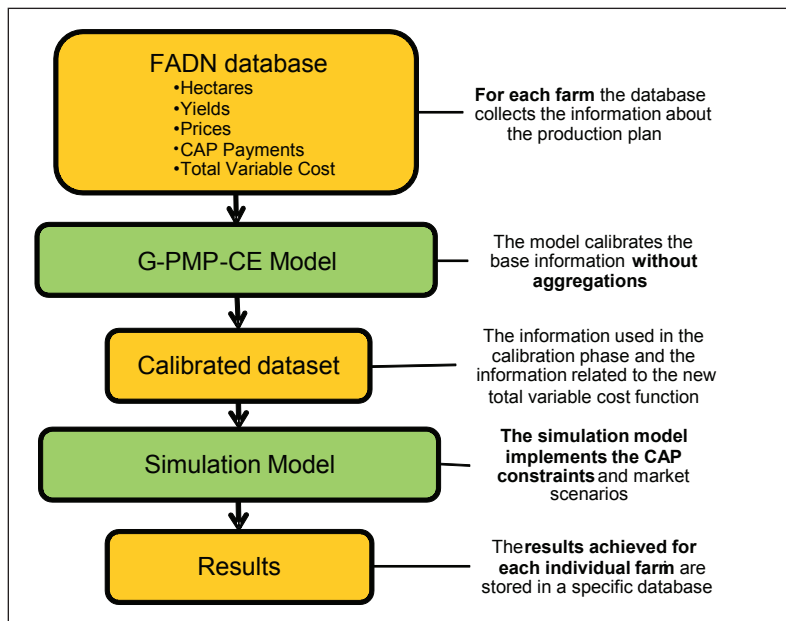 FADN database
•Hectares
•Yields
•Prices
•CAP Payments
•Total Variable Cost
For each farm the database
collects the information about
the production plan
G-PMP-CE Model
The model calibrates the
base information without
aggregations
Calibrated dataset
The information used in the
calibration phase and the
information related to the new
total variable cost function
Simulation Model
The simulation model
implements the CAP
constraints and market
scenarios
Results
The results achieved for
each individual farm are
stored in a specific database